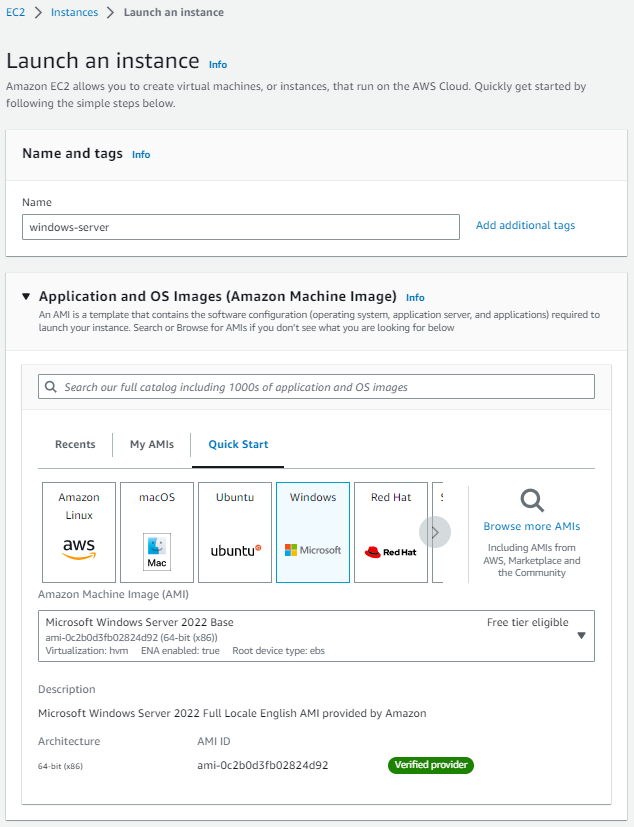 EC2 > Instances > Launch an instance
Launch an instance Info
Amazon EC2 allows you to create virtual machines, or instances, that run on the AWS Cloud. Quickly get started by
following the simple steps below.
Name and tags Info
Name
windows-server
Add additional tags
Application and OS Images (Amazon Machine Image) Info
An AMI is a template that contains the software configuration (operating system, application server, and applications) required to
launch your instance. Search or Browse for AMIs if you don't see what you are looking for below
Search our full catalog including 1000s of application and OS images
Recents My AMIs Quick Start
Amazon
Linux
aws
macOS
Mac
Ubuntu
ubuntu
Windows
Microsoft
Red Hat
Red Hat
Browse more AMIs
Including AMIs from
AWS, Marketplace and
the Community
Amazon Machine Image (AMI)
Microsoft Windows Server 2022 Base Free tier eligible
ami-0c2b0d3fb02824d92 (64-bit (x86))
Virtualization: hvm ENA enabled: true Root device type: ebs
Description
Microsoft Windows Server 2022 Full Locale English AMI provided by Amazon
Architecture AMI ID
64-bit (x86) ami-0c2b0d3fb02824d92 Verified provider